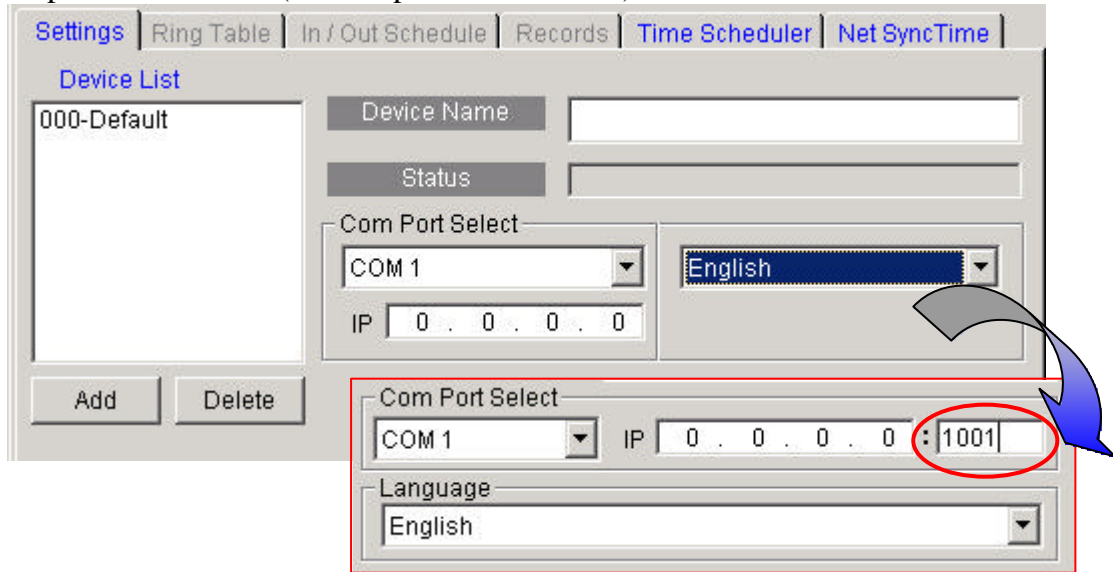 Settings Ring Table In / Out Schedule Records Time Scheduler Net SyncTime
Device List
000-Default
Device Name
Status
Com Port Select
COM 1 English
IP 0 . 0 . 0 . 0
Add Delete
Com Port Select
COM 1 IP 0 . 0 . 0 . 0 : 1001
Language
English